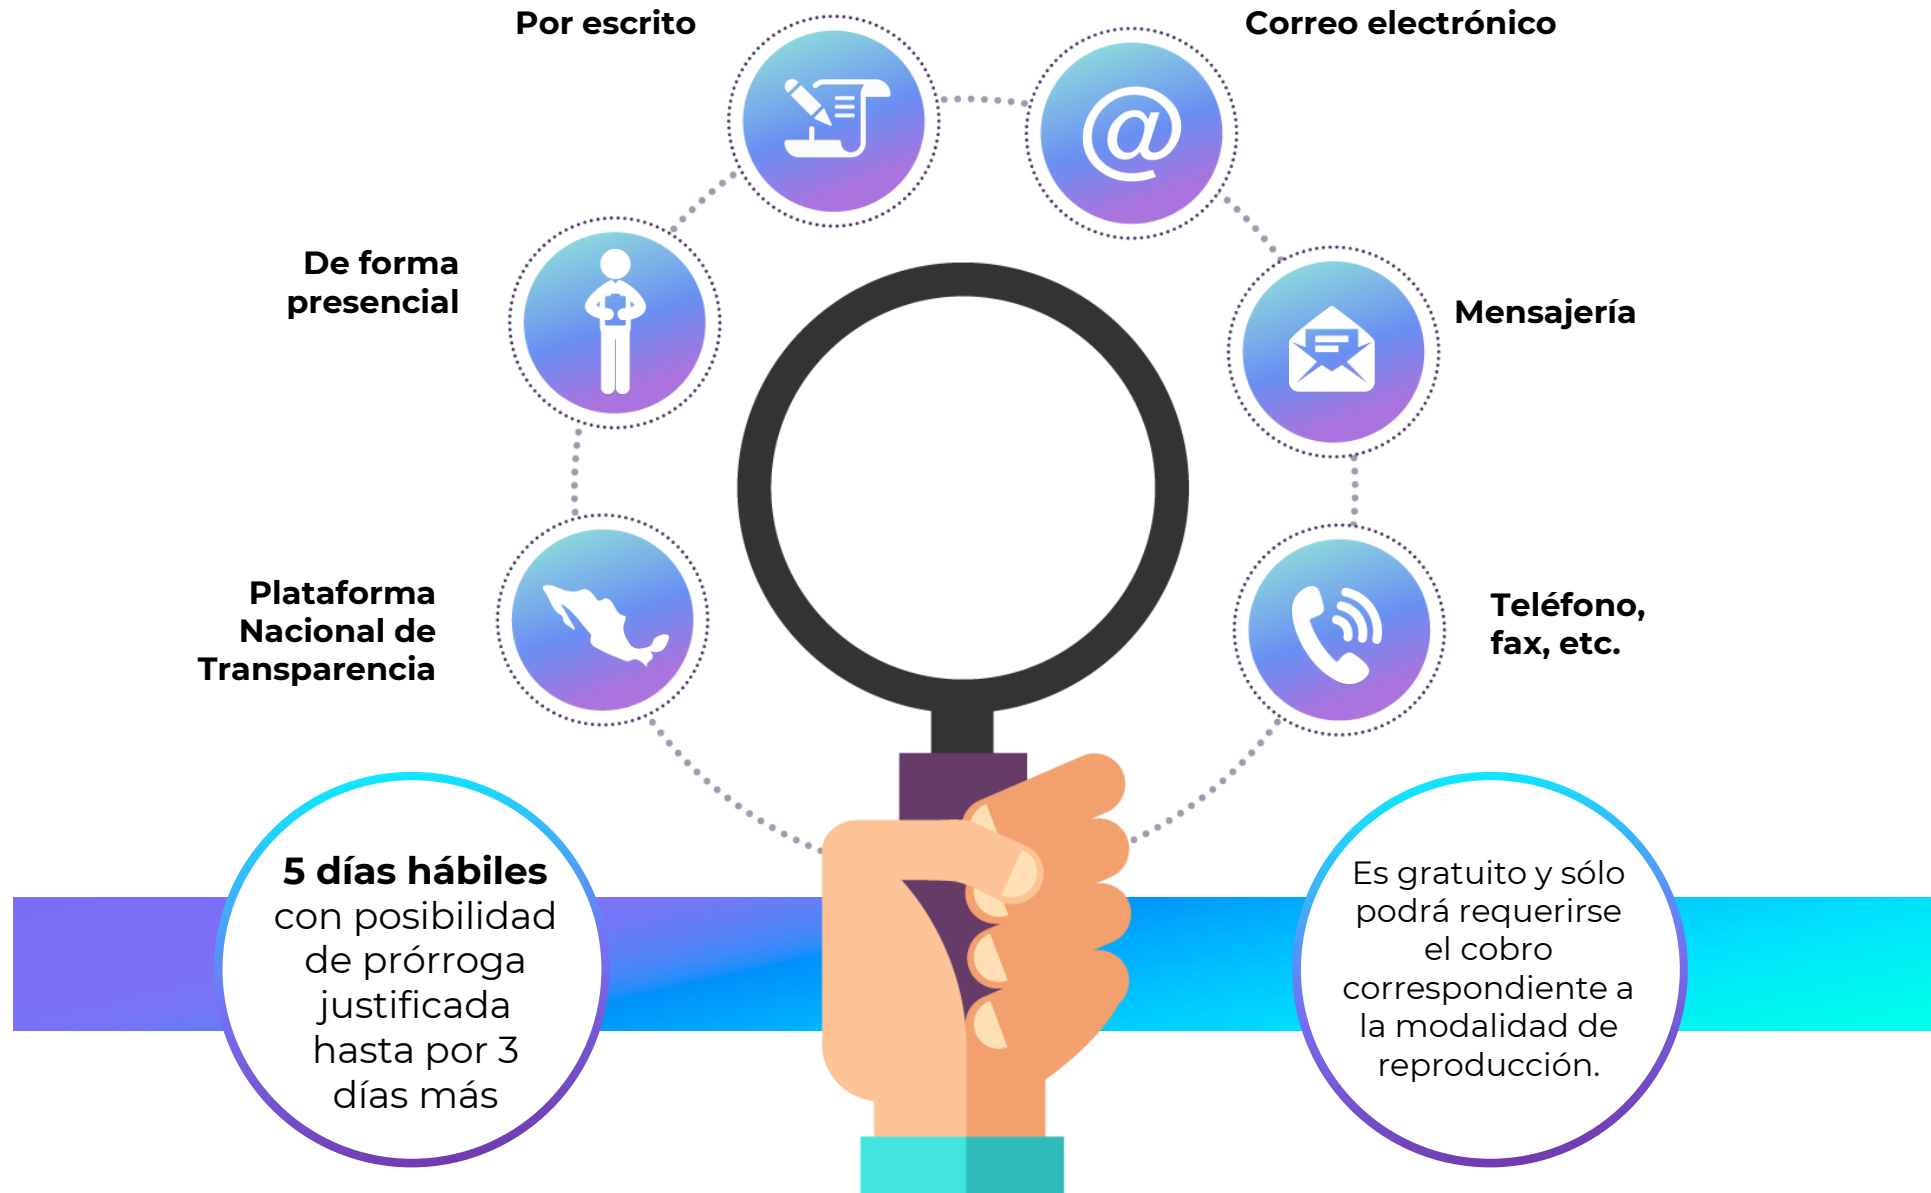 Por escrito
Correo electrónico
De forma
presencial
Mensajería
Plataforma
Nacional de
Transparencia
Teléfono,
fax, etc.
5 días hábiles
con posibilidad
de prórroga
justificada
hasta por 3
días más
Es gratuito y sólo
podrá requerirse
el cobro
correspondiente a
la modalidad de
reproducción.